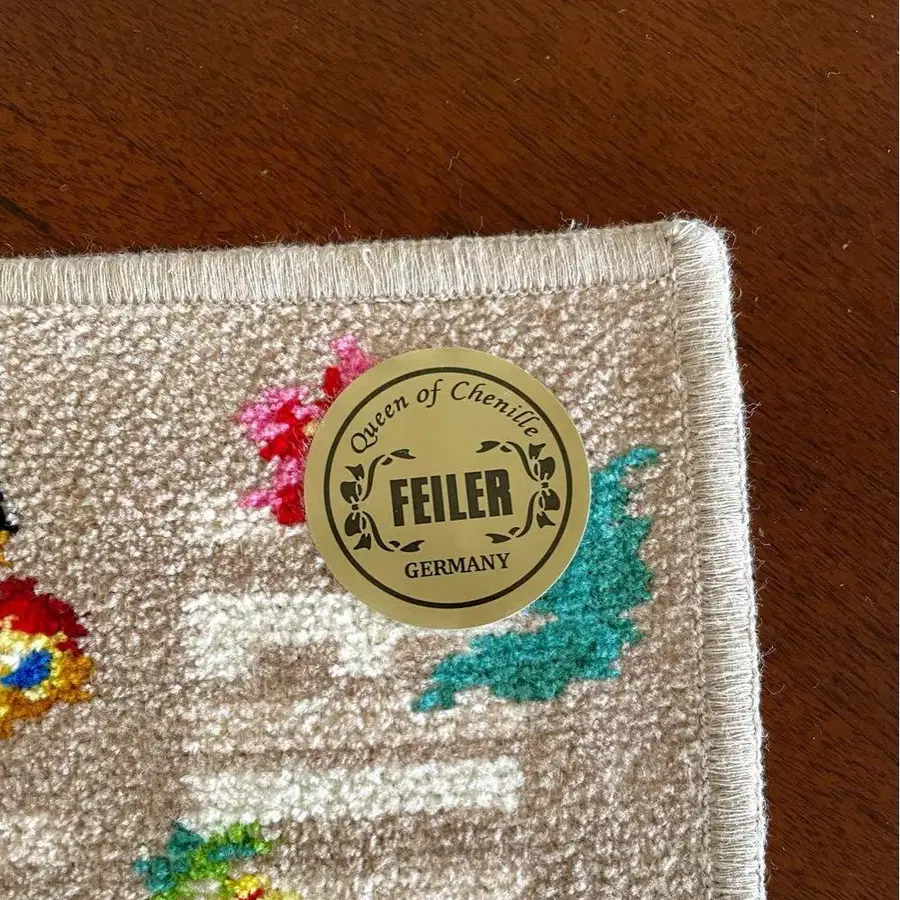 Queen of Chenille
FEILER
GERMANY